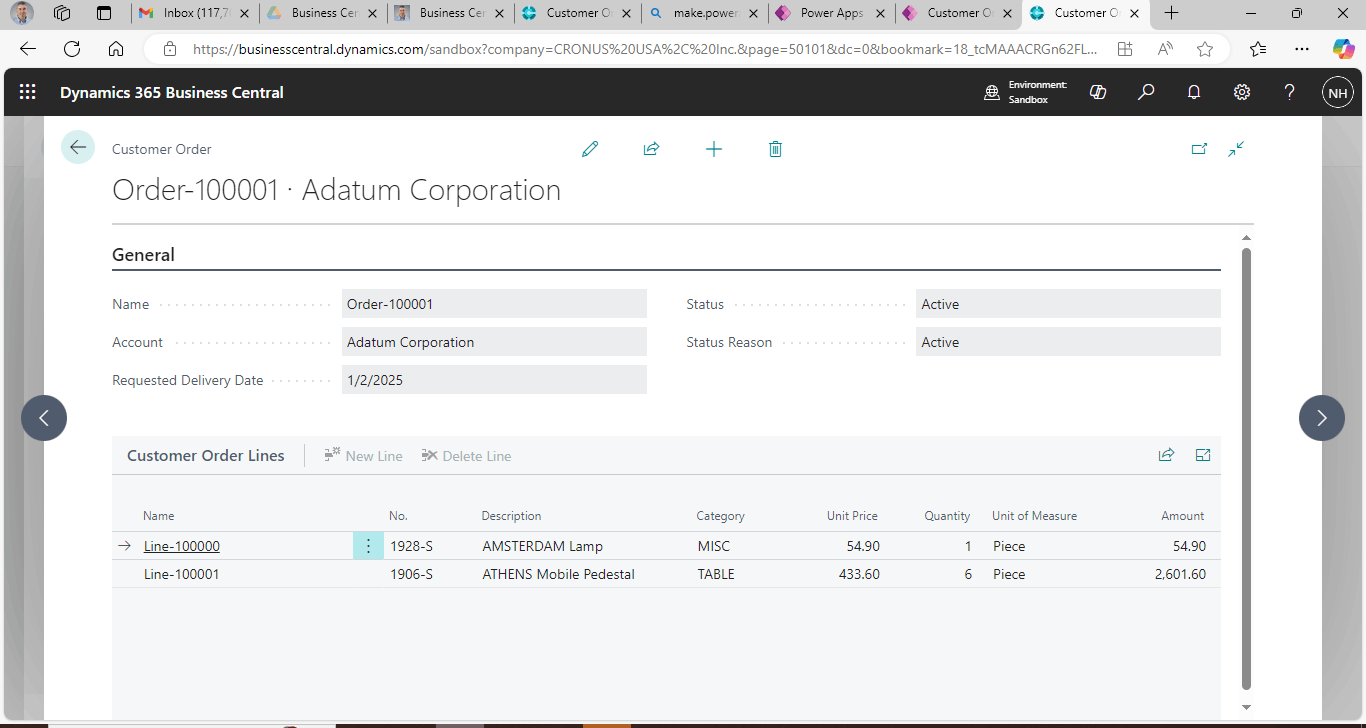 Inbox (117,7
Business Cen
Business Cen
Customer O
make.power
Power Apps
Customer O
Customer O
https://businesscentral.dynamics.com/sandbox?company=CRONUS%20USA%2C%20Inc.&page=50101&dc=0&bookmark=18_tcMAAACRGn62FL...
Dynamics 365 Business Central
Environment:
Sandbox
NH
Customer Order
Order-100001 · Adatum Corporation
General
Name Order-100001 Status Active
Account Adatum Corporation Status Reason Active
Requested Delivery Date 1/2/2025
Customer Order Lines New Line Delete Line
Name No. Description Category Unit Price Quantity Unit of Measure Amount
Line-100000 1928-S AMSTERDAM Lamp MISC 54.90 1 Piece 54.90
Line-100001 1906-S ATHENS Mobile Pedestal TABLE 433.60 6 Piece 2,601.60